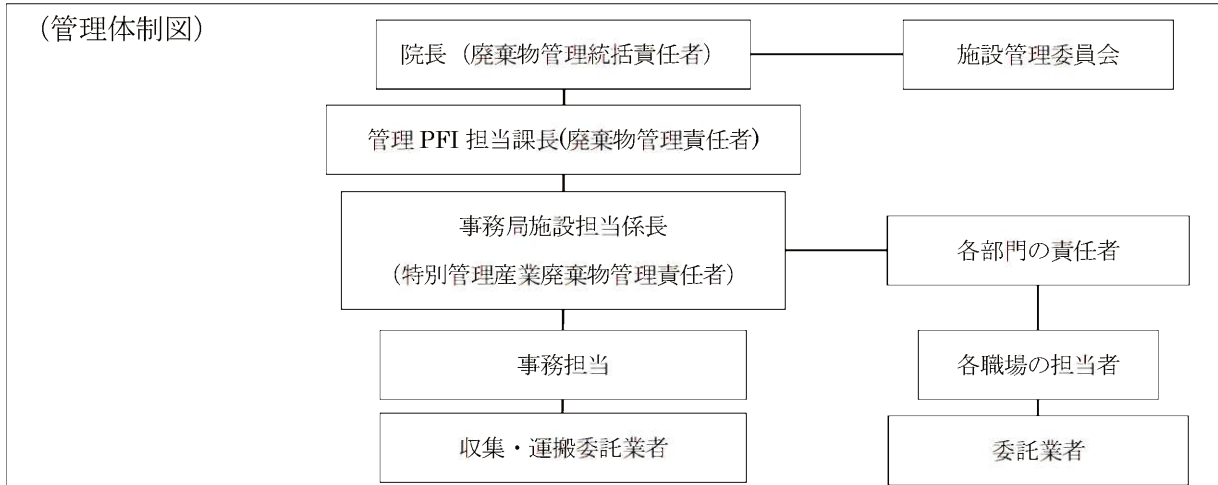 （管理体制図）
院長（廃棄物管理統括責任者）
施設管理委員会
管理 PFI 担当課長(廃棄物管理責任者)
事務局施設担当係長
（特別管理産業廃棄物管理責任者）
各部門の責任者
事務担当
各職場の担当者
収集・運搬委託業者
委託業者